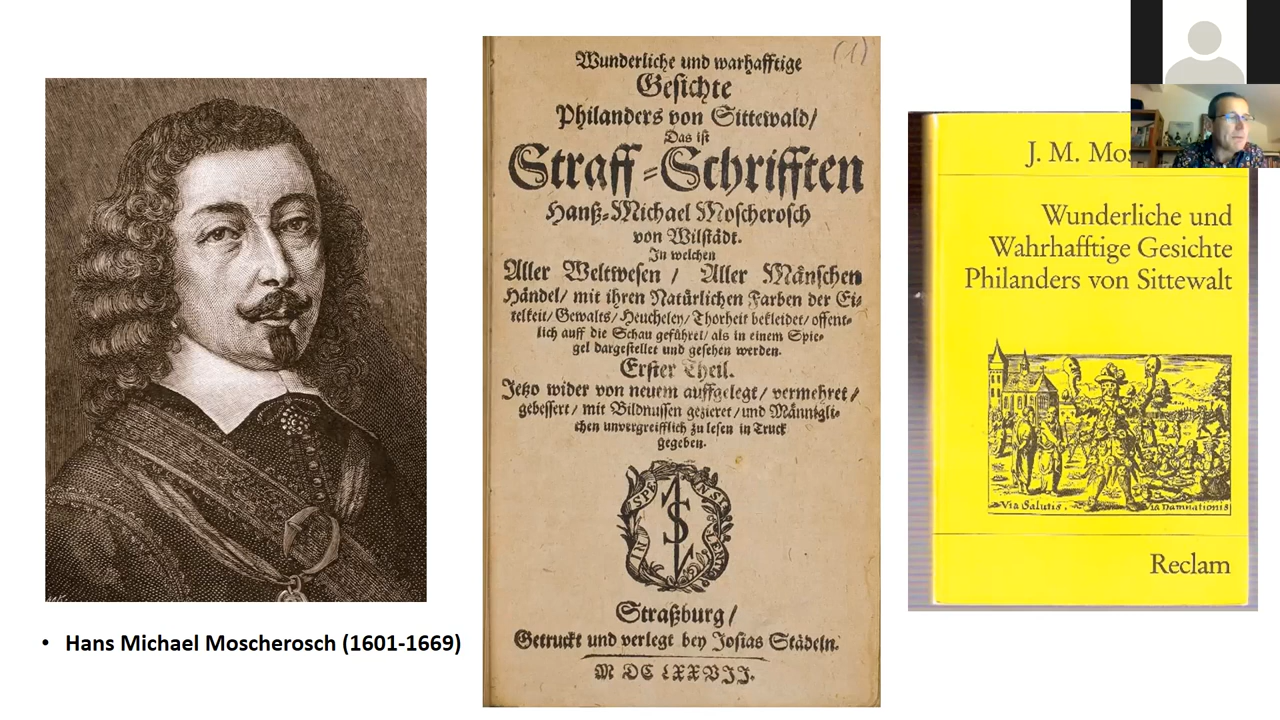 Hans Michael Moscherosch (1601-1669)
(1)
Wunderliche und warhafftige
Gesichte
Philanders von Sittewald/
Das ist
Straff-Schrifften
Hanß-Michael Moscherosch
von Wilstädt.
In welchen
Aller Weltwesen / Aller Mänschen
Händel/ mit ihren Natürlichen Farben der Ei-
telkeit/ Gewalts/ Heucheley/ Thorheit bekleidet/ offent-
lich auff die Schau geführet/ als in einem Spie-
gel dargestellet und gesehen werden.
Erster Theil.
Jetzo wider von neuem auffgelegt/ vermehret/
gebessert/ mit Bildnussen gezieret/ und Männigli-
chen unvergreifflich zu lesen in Truck
gegeben.
IN SPE
S
Straßburg/
Getruckt und verlegt bey Josias Städeln.
M DC LXXVII.
J. M. Mos
Wunderliche und
Wahrhafftige Gesichte
Philanders von Sittewalt
Via Salutis. Via Damnationis
Reclam